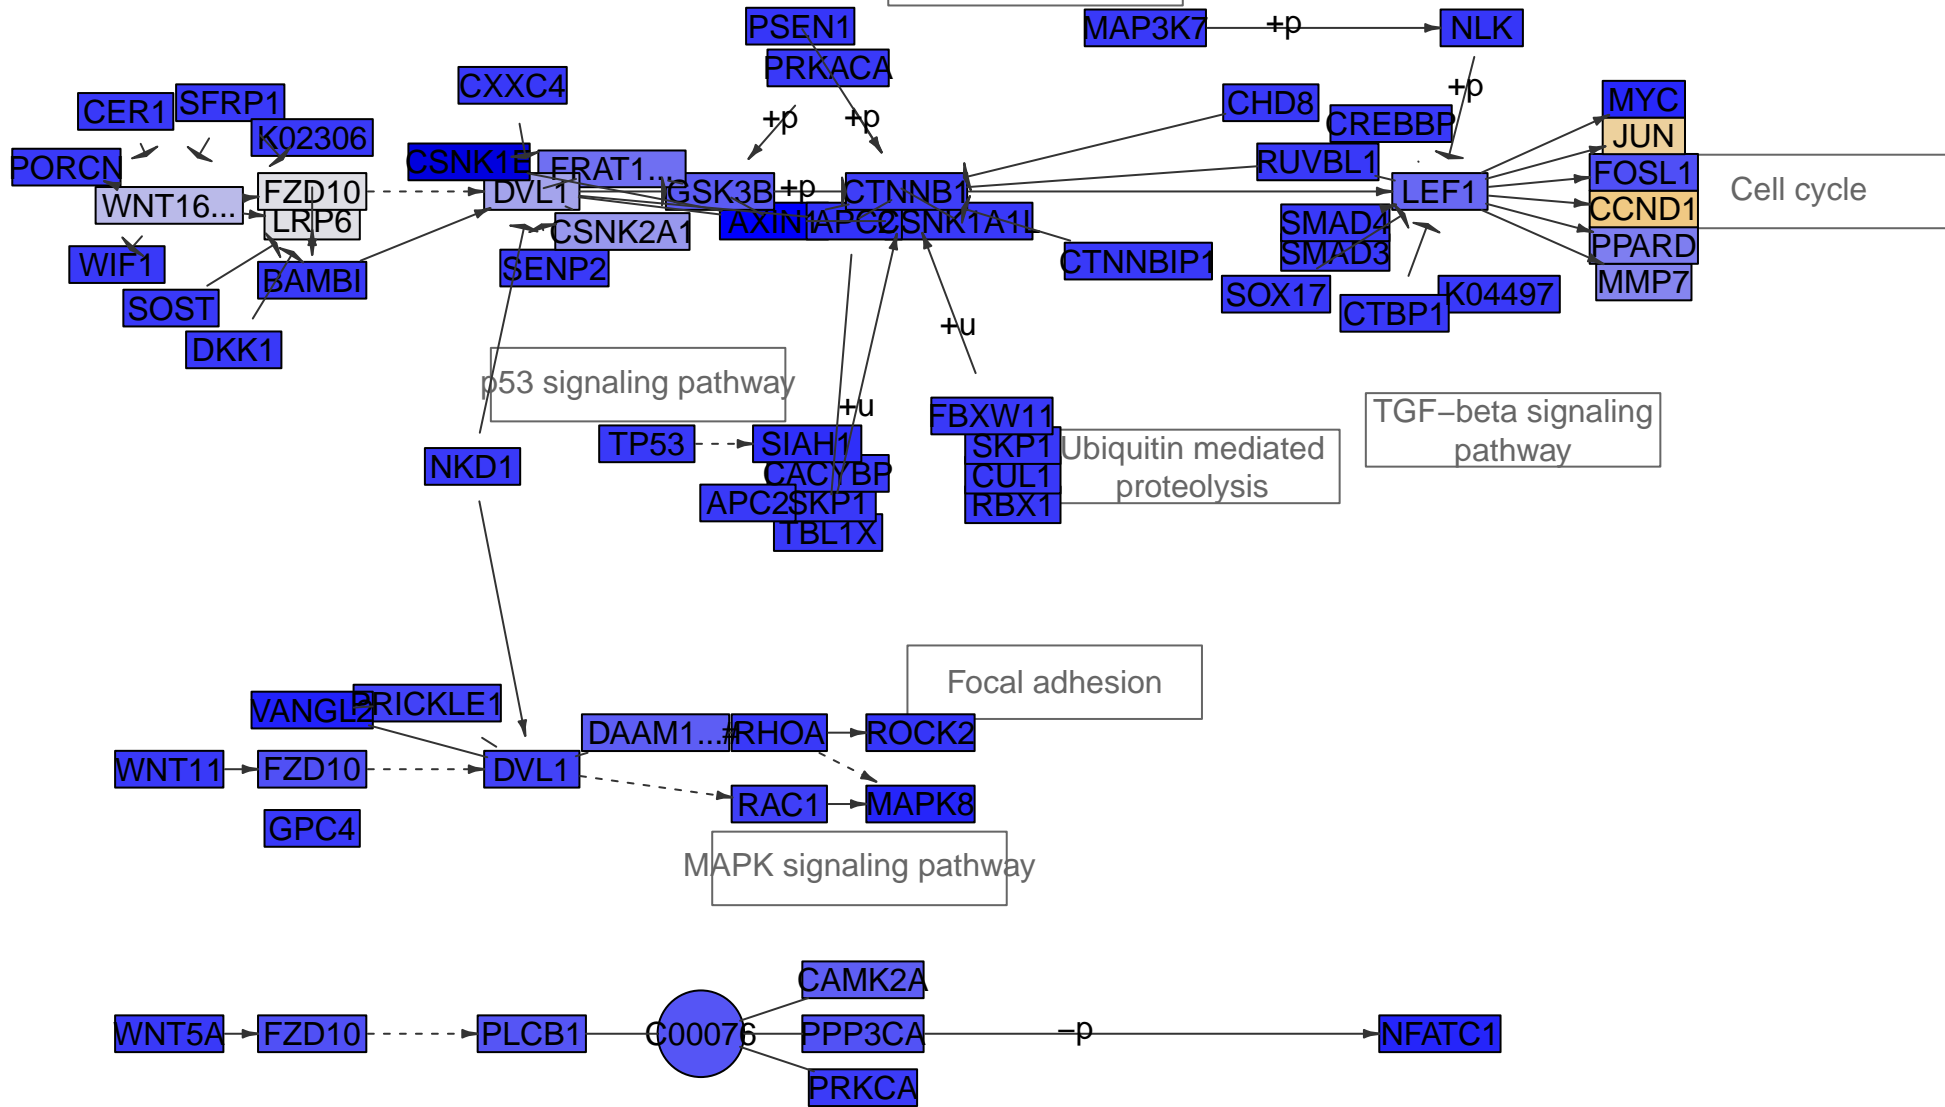 PSEN1
MAP3K7
+p
NLK
PRKACA
CXXC4
CER1
SFRP1
+p
+p
CHD8
+p
MYC
CREBBP
JUN
K02306
PORCN
CSNK1E
FRAT1...
RUVBL1
FOSL1
Cell cycle
WNT16...
FZD10
DVL1
GSK3B
+p
CTNNB1
LEF1
CCND1
LRP6
CSNK2A1
AXIN1
APC2
CSNK1A1L
SMAD4
PPARD
WIF1
BAMBI
SENP2
CTNNBIP1
SMAD3
MMP7
SOST
SOX17
K04497
CTBP1
DKK1
+u
p53 signaling pathway
+u
FBXW11
TGF−beta signaling
pathway
TP53
SIAH1
SKP1
Ubiquitin mediated
proteolysis
NKD1
CACYBP
CUL1
APC2
SKP1
RBX1
TBL1X
Focal adhesion
VANGL2
PRICKLE1
DAAM1...#
RHOA
ROCK2
WNT11
FZD10
DVL1
RAC1
MAPK8
GPC4
MAPK signaling pathway
CAMK2A
WNT5A
FZD10
PLCB1
C00076
PPP3CA
−p
NFATC1
PRKCA